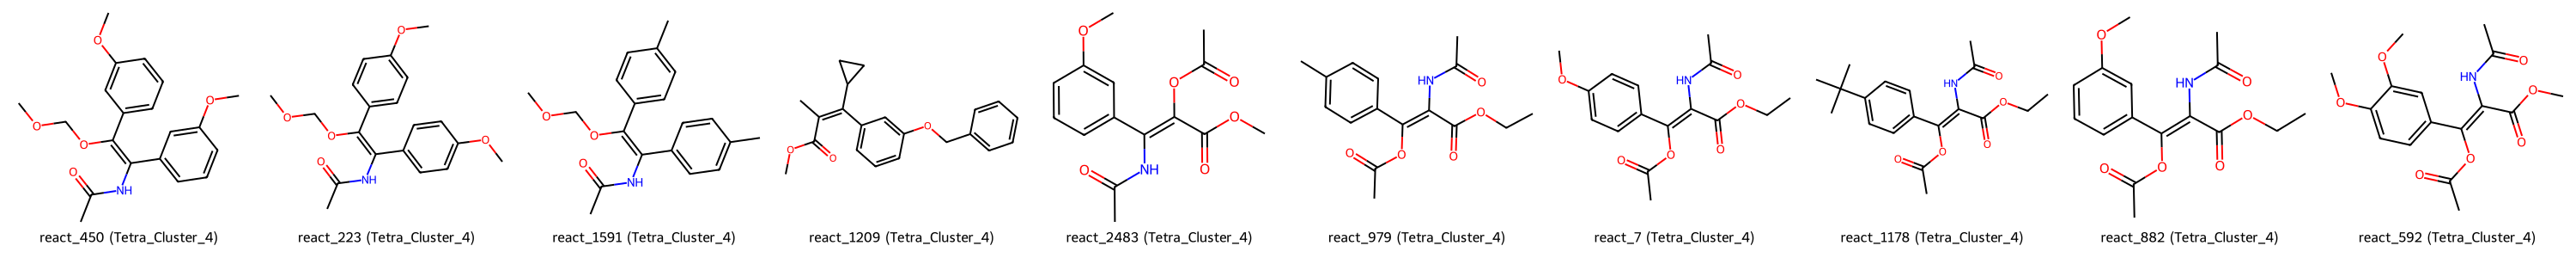 react_450 (Tetra_Cluster_4)
react_223 (Tetra_Cluster_4)
react_1591 (Tetra_Cluster_4)
react_1209 (Tetra_Cluster_4)
react_2483 (Tetra_Cluster_4)
react_979 (Tetra_Cluster_4)
react_7 (Tetra_Cluster_4)
react_1178 (Tetra_Cluster_4)
react_882 (Tetra_Cluster_4)
react_592 (Tetra_Cluster_4)